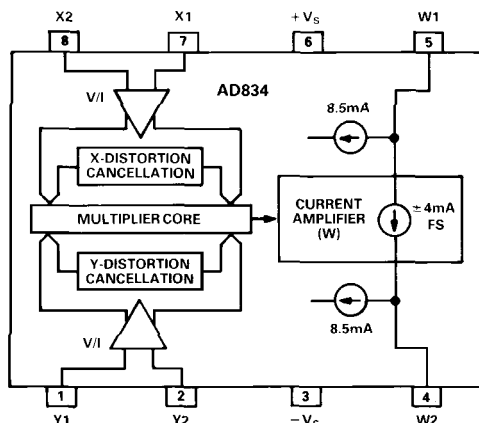 X2 X1 +VS W1
8 7 6 5
V/I
AD834
8.5mA
X-DISTORTION
CANCELLATION
MULTIPLIER CORE
CURRENT
AMPLIFIER
(W)
±4mA
FS
Y-DISTORTION
CANCELLATION
8.5mA
V/I
1 2 3 4
Y1 Y2 −VS W2